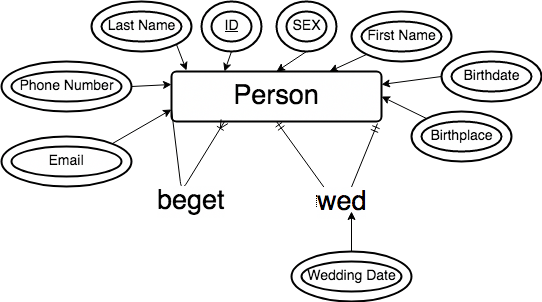 Last Name
ID
SEX
First Name
Phone Number
Person
Birthdate
Birthplace
Email
beget
wed
Wedding Date